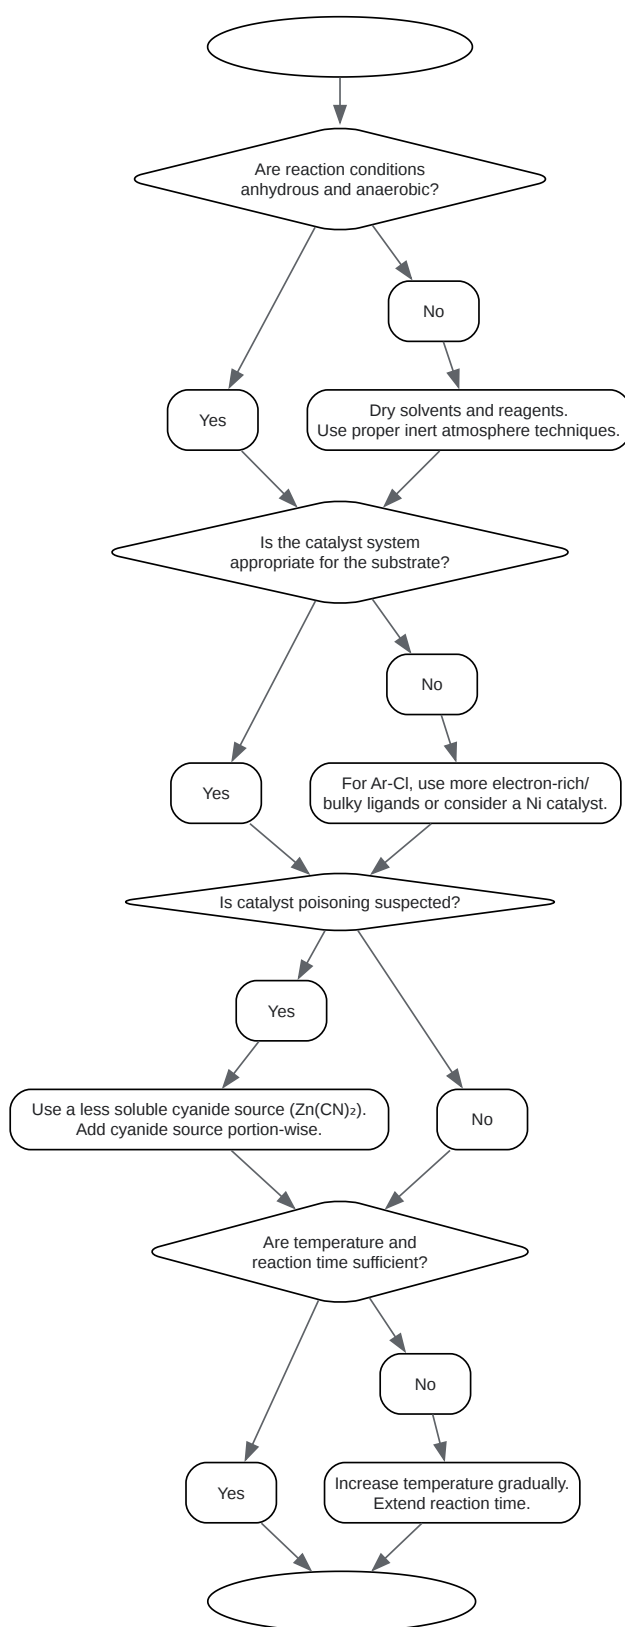 Are reaction conditions
anhydrous and anaerobic?
No
Dry solvents and reagents.
Use proper inert atmosphere techniques.
Yes
Is the catalyst system
appropriate for the substrate?
No
For Ar-Cl, use more electron-rich/
bulky ligands or consider a Ni catalyst.
Yes
Is catalyst poisoning suspected?
Yes
Use a less soluble cyanide source (Zn(CN)₂).
Add cyanide source portion-wise.
No
Are temperature and
reaction time sufficient?
No
Increase temperature gradually.
Extend reaction time.
Yes